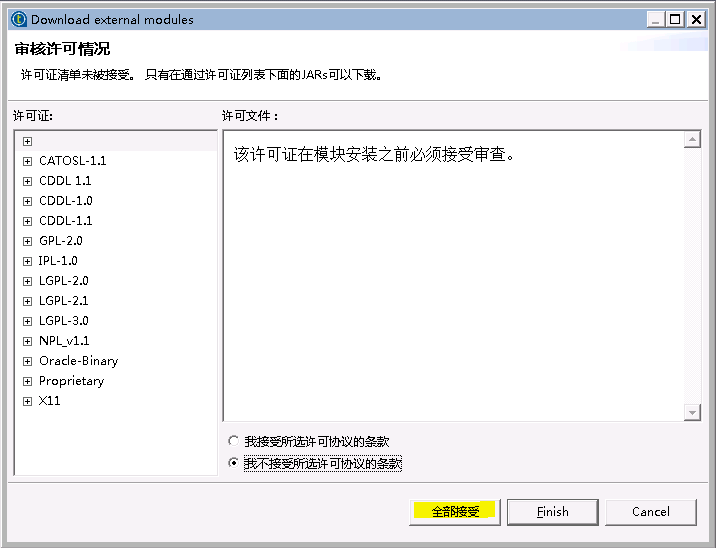 Download external modules
审核许可情况
许可证清单未被接受。 只有在通过许可证列表下面的JARs可以下载。
许可证:
许可文件：
CATOSL-1.1
CDDL 1.1
CDDL-1.0
CDDL-1.1
GPL-2.0
IPL-1.0
LGPL-2.0
LGPL-2.1
LGPL-3.0
NPL_v1.1
Oracle-Binary
Proprietary
X11
该许可证在模块安装之前必须接受审查。
我接受所选许可协议的条款
我不接受所选许可协议的条款
全部接受
Finish
Cancel